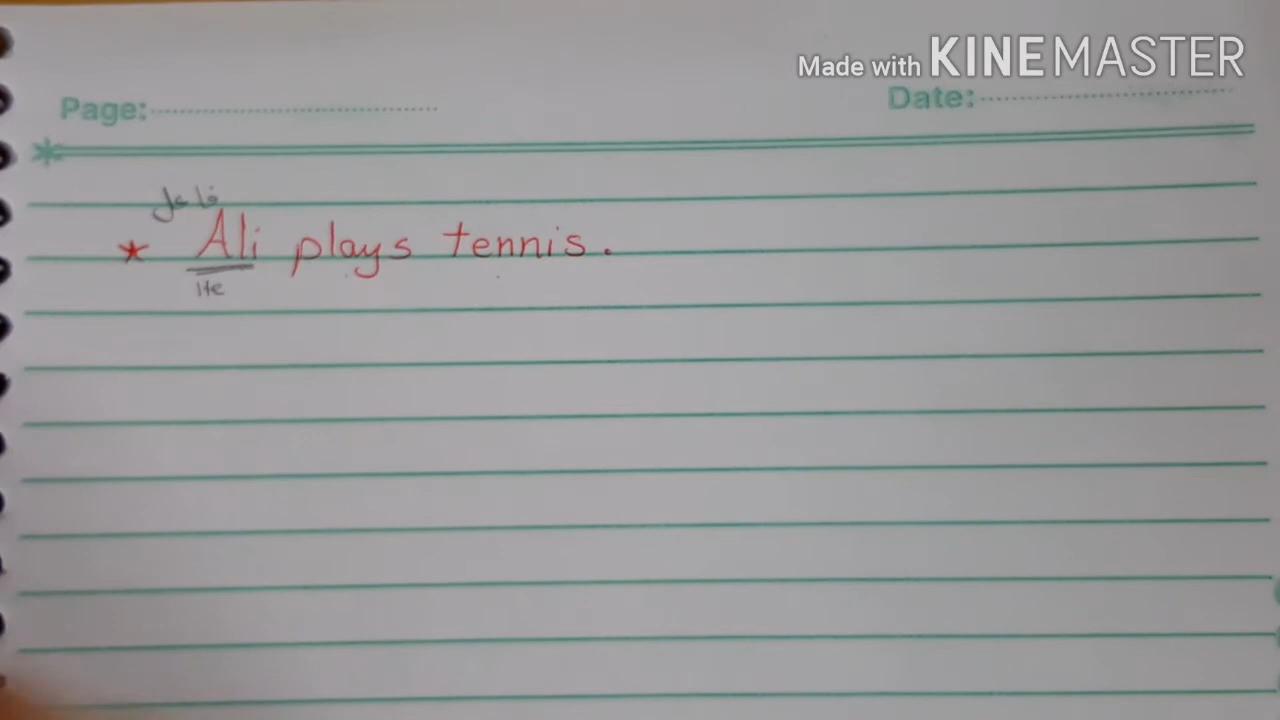 Made with KINEMASTER
Page:
Date:
فاعل
* Ali plays tennis.
He